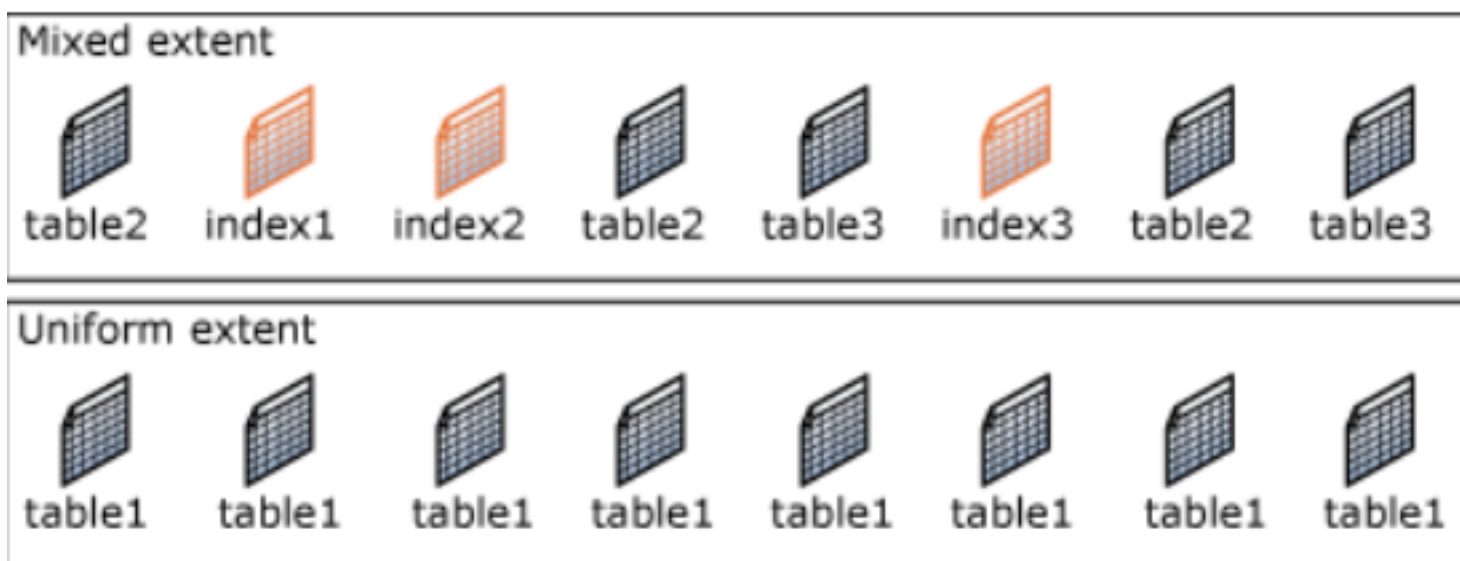 Mixed extent
table2 index1 index2 table2 table3 index3 table2 table3
Uniform extent
table1 table1 table1 table1 table1 table1 table1 table1